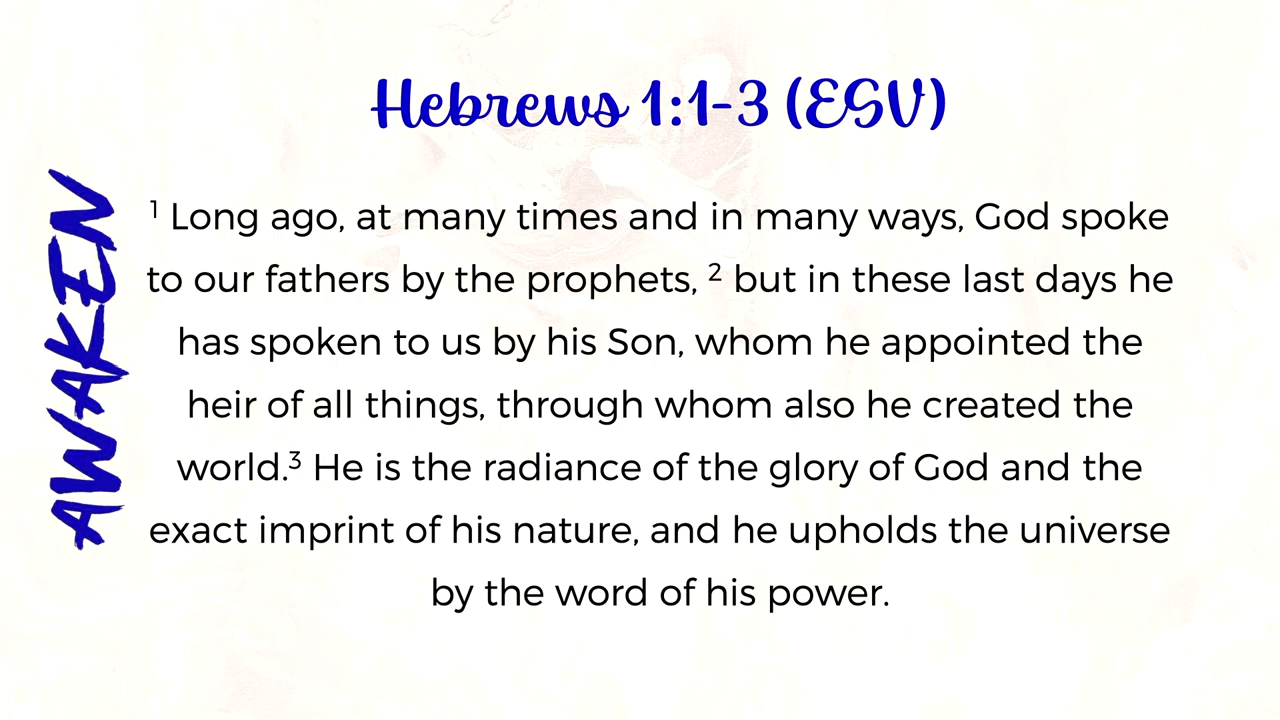 Hebrews 1:1-3 (ESV)
AWAKEN
¹ Long ago, at many times and in many ways, God spoke
to our fathers by the prophets, ² but in these last days he
has spoken to us by his Son, whom he appointed the
heir of all things, through whom also he created the
world.³ He is the radiance of the glory of God and the
exact imprint of his nature, and he upholds the universe
by the word of his power.